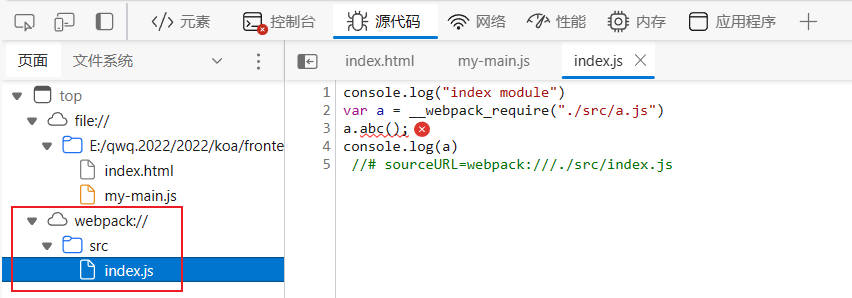 元素
控制台
源代码
网络
性能
内存
应用程序
页面
文件系统
index.html
my-main.js
index.js
top
file://
E:/qwq.2022/2022/koa/fronte
index.html
my-main.js
webpack://
src
index.js
1 console.log("index module")
2 var a = __webpack_require("./src/a.js")
3 a.abc();
4 console.log(a)
5 //# sourceURL=webpack:///./src/index.js